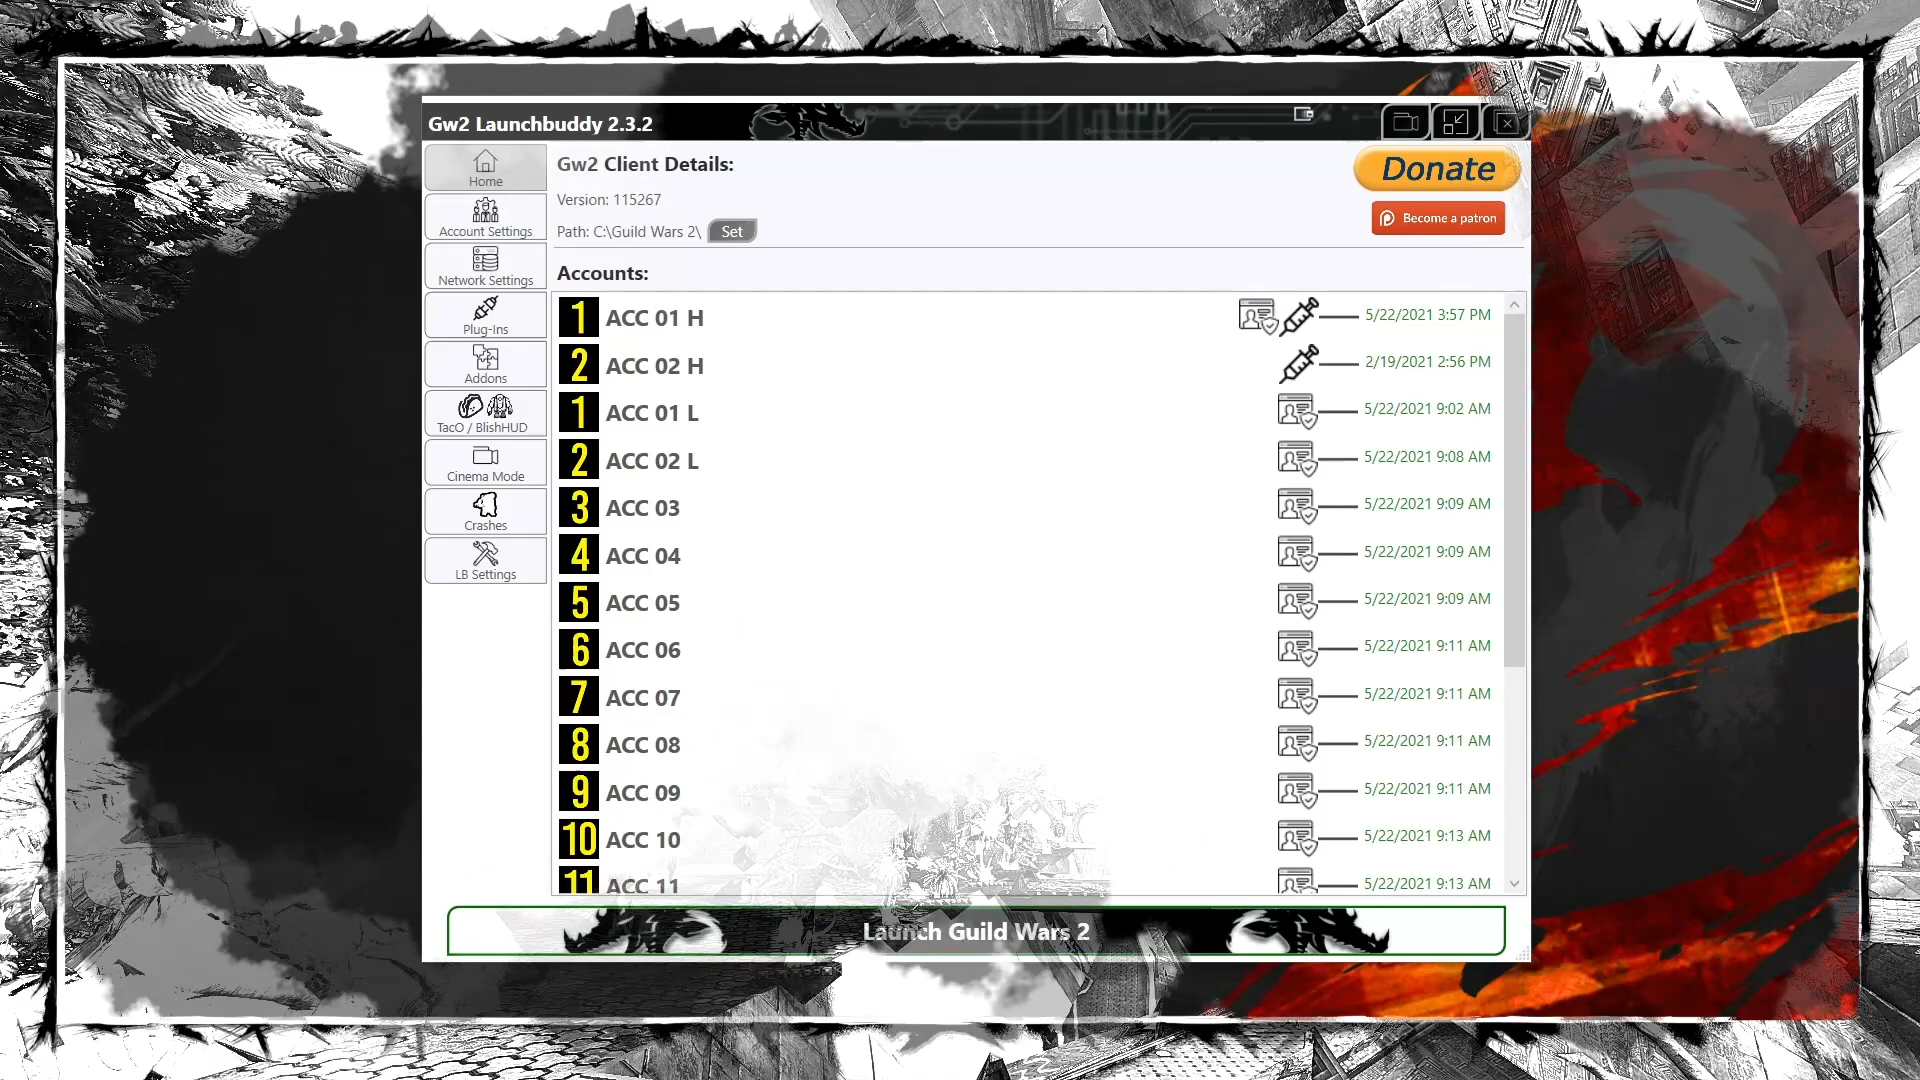 Gw2 Launchbuddy 2.3.2
Home
Account Settings
Network Settings
Plug-Ins
Addons
TacO / BlishHUD
Cinema Mode
Crashes
LB Settings
Gw2 Client Details:
Version: 115267
Path: C:\Guild Wars 2\ Set
Donate
Become a patron
Accounts:
1 ACC 01 H 5/22/2021 3:57 PM
2 ACC 02 H 2/19/2021 2:56 PM
1 ACC 01 L 5/22/2021 9:02 AM
2 ACC 02 L 5/22/2021 9:08 AM
3 ACC 03 5/22/2021 9:09 AM
4 ACC 04 5/22/2021 9:09 AM
5 ACC 05 5/22/2021 9:09 AM
6 ACC 06 5/22/2021 9:11 AM
7 ACC 07 5/22/2021 9:11 AM
8 ACC 08 5/22/2021 9:11 AM
9 ACC 09 5/22/2021 9:11 AM
10 ACC 10 5/22/2021 9:13 AM
11 ACC 11 5/22/2021 9:13 AM
Launch Guild Wars 2